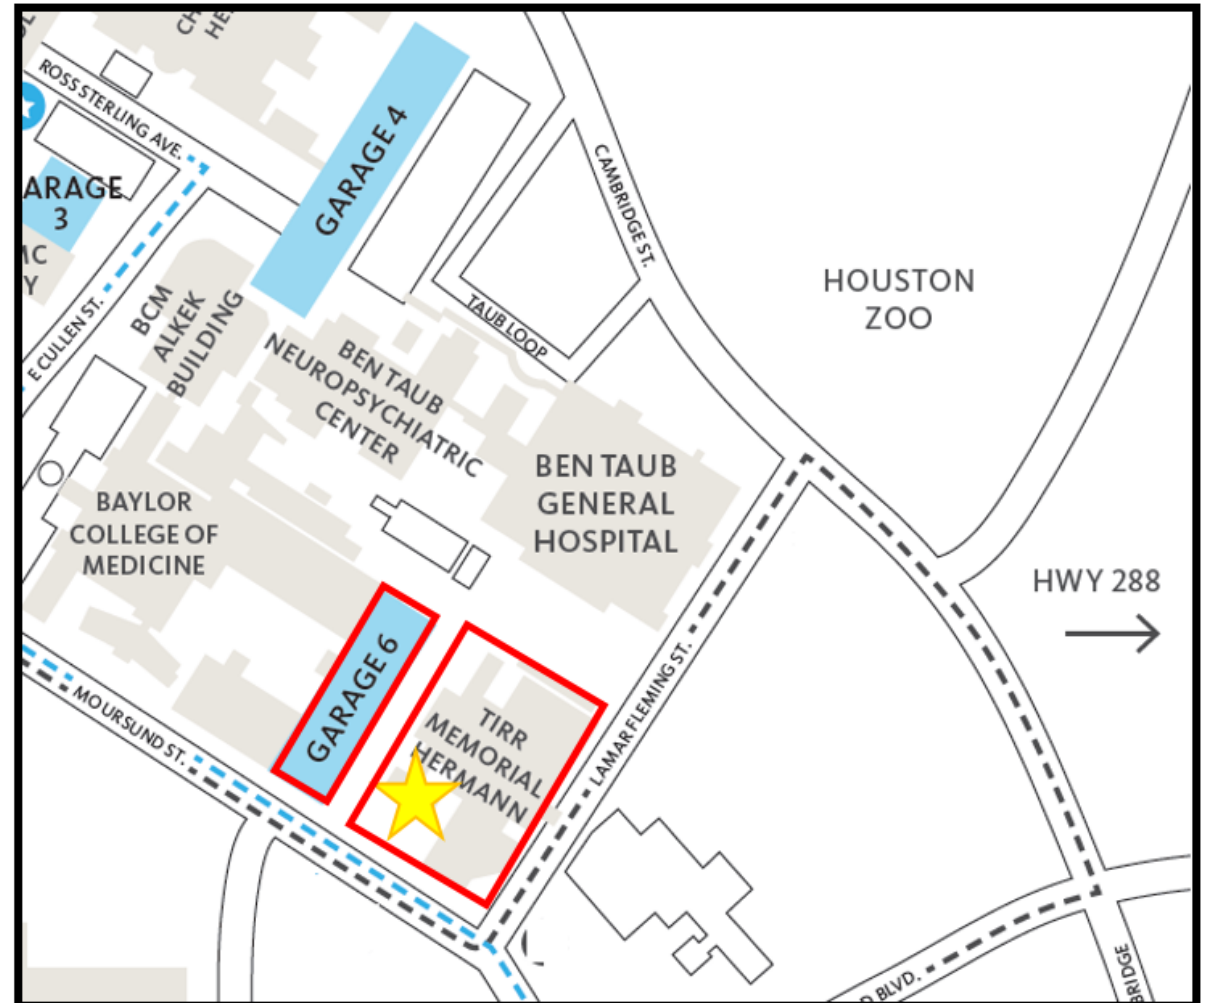 CH
HE
ROSS STERLING AVE.
GARAGE 4
ARAGE
3
Y
CAMBRIDGE ST.
HOUSTON
ZOO
TAUB LOOP
E CULLEN ST.
BCM
ALKEK
BUILDING
BEN TAUB
NEUROPSYCHIATRIC
CENTER
BEN TAUB
GENERAL
HOSPITAL
BAYLOR
COLLEGE OF
MEDICINE
HWY 288
GARAGE 6
TIRR
MEMORIAL
HERMANN
LAMAR FLEMING ST.
MOURSUND ST.
D BLVD.
BRIDGE